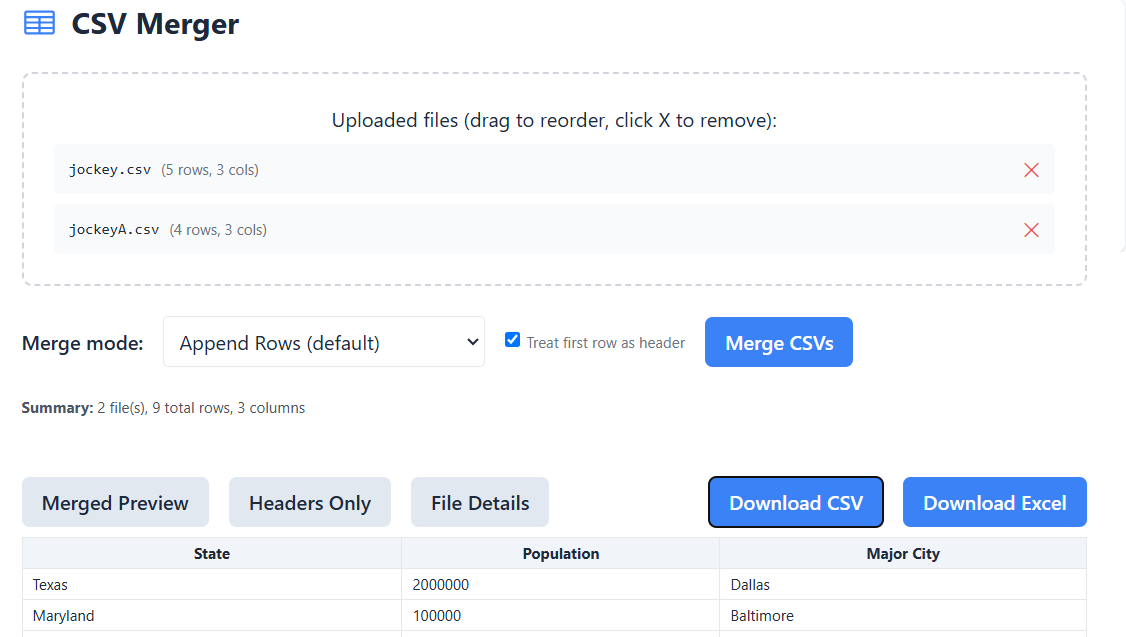 CSV Merger
Uploaded files (drag to reorder, click X to remove):
jockey.csv (5 rows, 3 cols)
jockeyA.csv (4 rows, 3 cols)
Merge mode: Append Rows (default) Treat first row as header Merge CSVs
Summary: 2 file(s), 9 total rows, 3 columns
Merged Preview Headers Only File Details Download CSV Download Excel
State Population Major City
Texas 2000000 Dallas
Maryland 100000 Baltimore